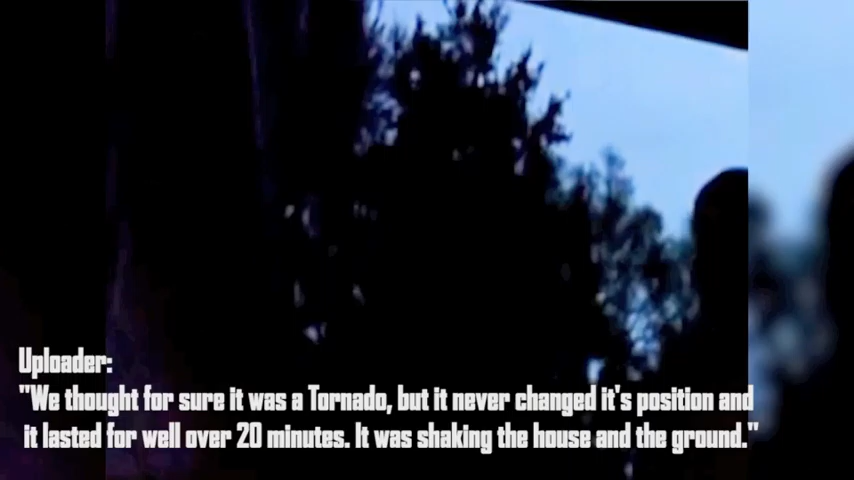 Uploader:
"We thought for sure it was a Tornado, but it never changed it's position and
it lasted for well over 20 minutes. It was shaking the house and the ground."